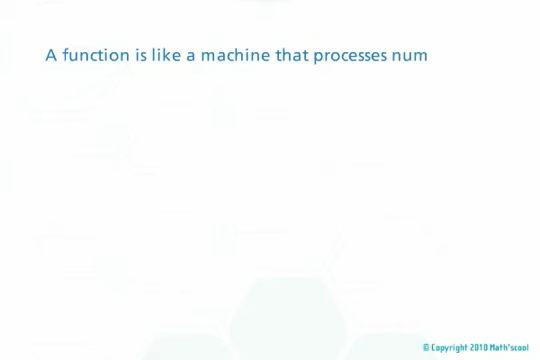 A function is like a machine that processes num
© Copyright 2010 Math'scool